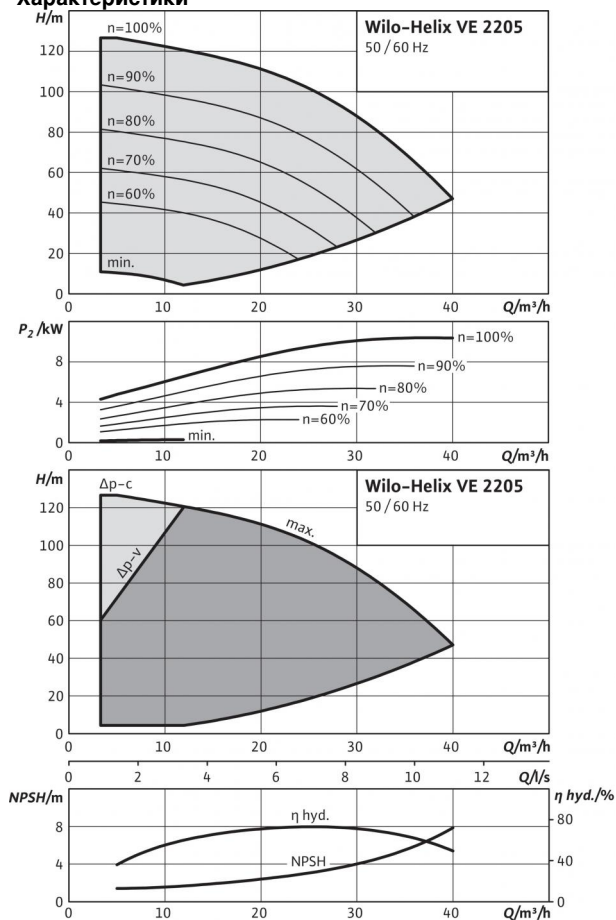 Характеристики
H/m
Wilo-Helix VE 2205
50 / 60 Hz
n=100%
120
n=90%
100
n=80%
80
n=70%
60
n=60%
40
20
min.
0
0 10 20 30 40 Q/m³/h
P₂ /kW
n=100%
8
n=90%
n=80%
4
n=70%
n=60%
min.
0
0 10 20 30 40 Q/m³/h
H/m
Δp-c
Wilo-Helix VE 2205
50 / 60 Hz
120
max.
100
Δp-v
80
60
40
20
0
0 10 20 30 40 Q/m³/h
0 2 4 6 8 10 12 Q/l/s
NPSH/m
η hyd./%
η hyd.
8
80
NPSH
4
40
0
0
0 10 20 30 40 Q/m³/h